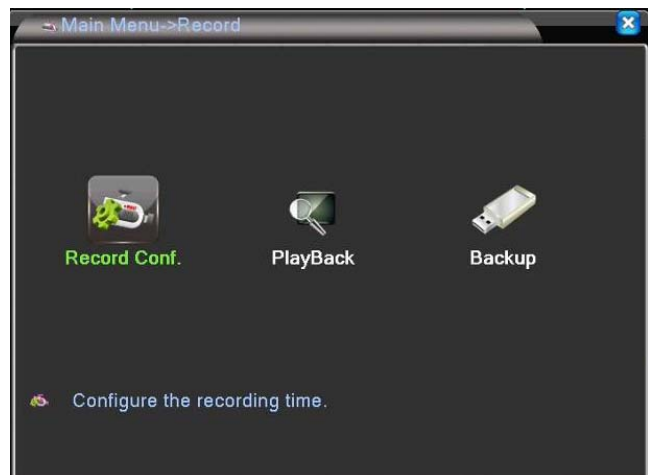 Main Menu->Record
Record Conf.
PlayBack
Backup
Configure the recording time.